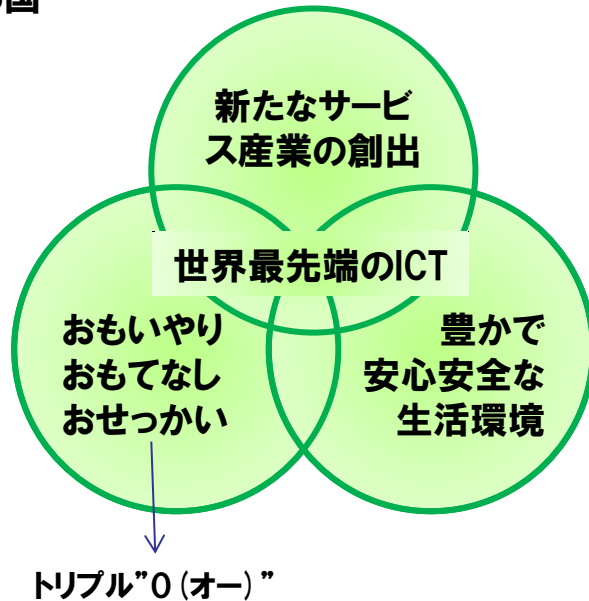 国
新たなサービ
ス産業の創出
世界最先端のICT
おもいやり
おもてなし
おせっかい
豊かで
安心安全な
生活環境
トリプル”O (オー) ”